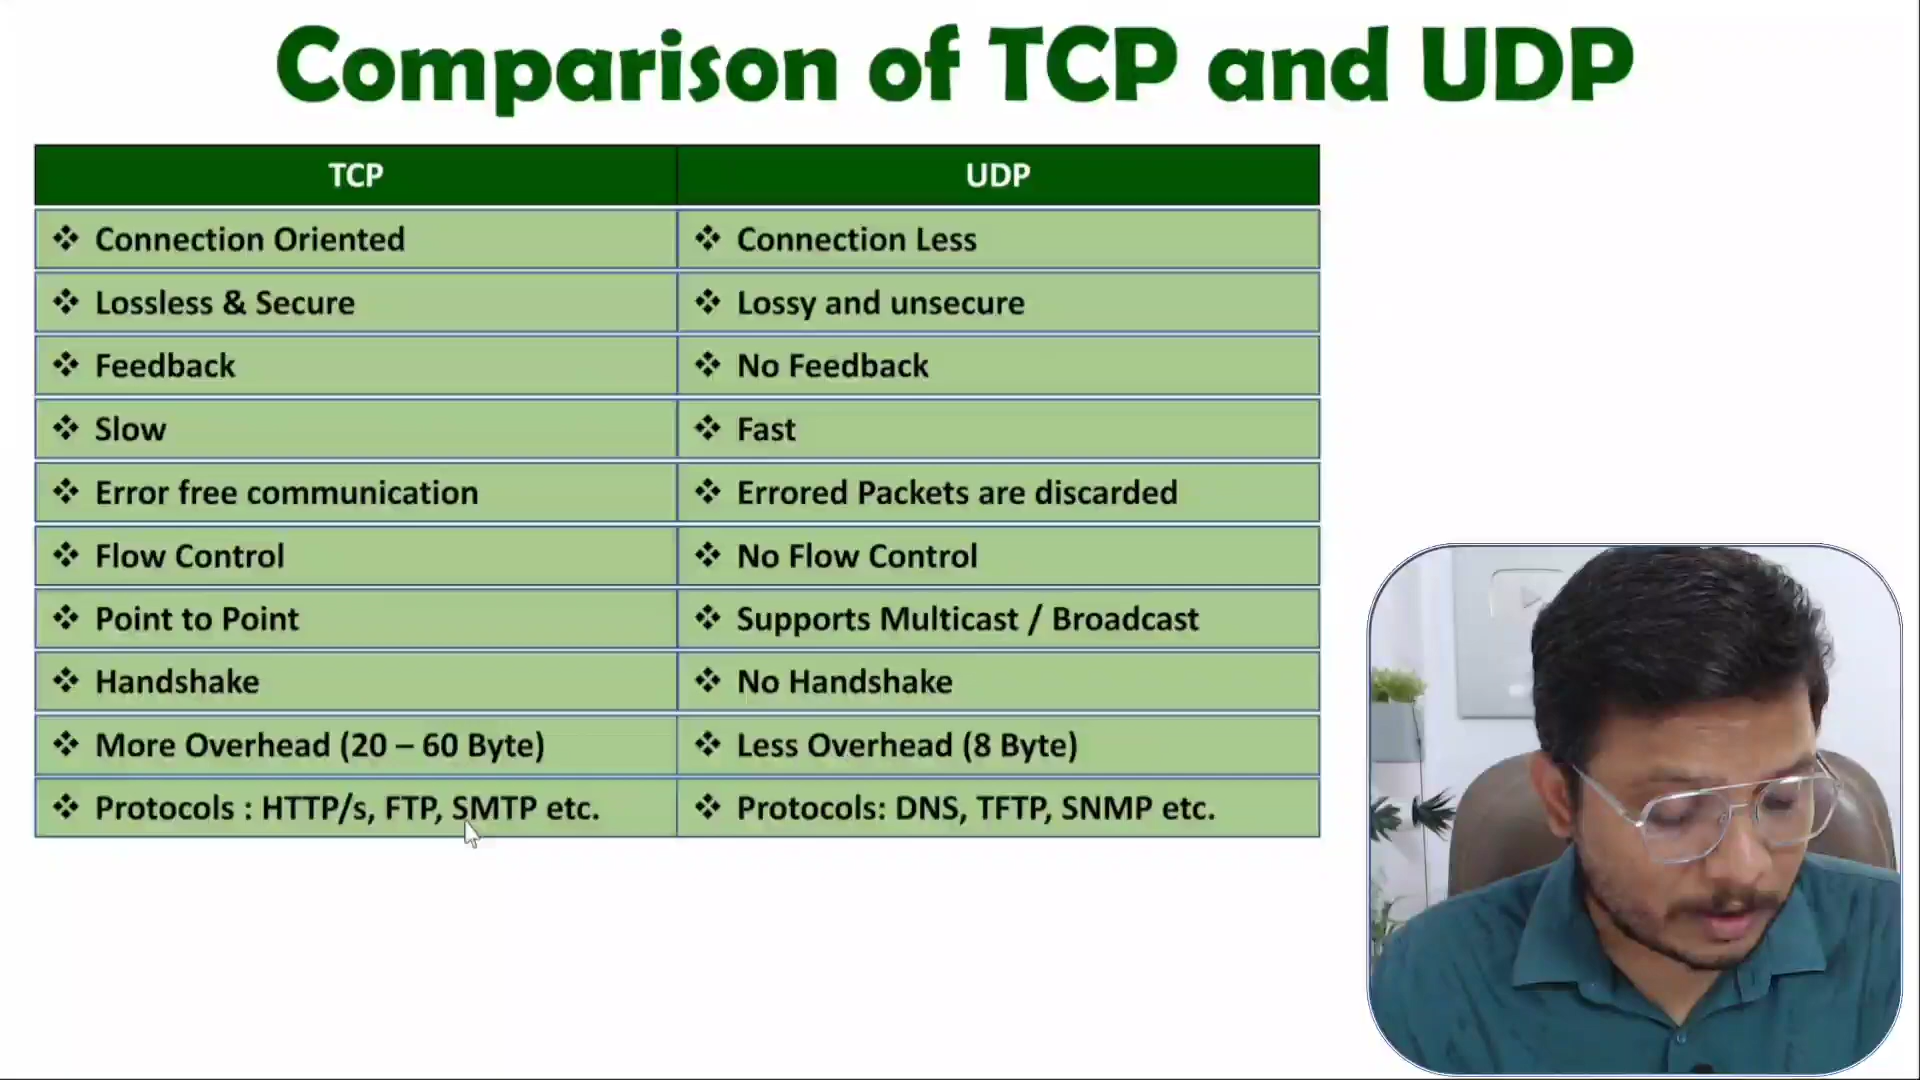 Comparison of TCP and UDP
TCP UDP
Connection Oriented Connection Less
Lossless & Secure Lossy and unsecure
Feedback No Feedback
Slow Fast
Error free communication Errored Packets are discarded
Flow Control No Flow Control
Point to Point Supports Multicast / Broadcast
Handshake No Handshake
More Overhead (20 – 60 Byte) Less Overhead (8 Byte)
Protocols : HTTP/s, FTP, SMTP etc. Protocols: DNS, TFTP, SNMP etc.